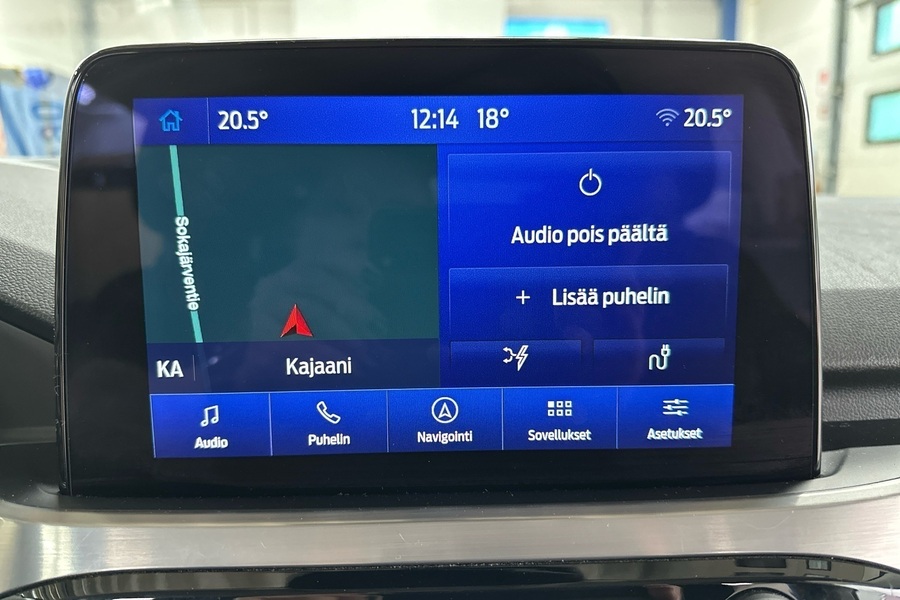 20.5°
12:14 18°
20.5°
Sokajärventie
Audio pois päältä
+ Lisää puhelin
KA
Kajaani
Audio
Puhelin
Navigointi
Sovellukset
Asetukset